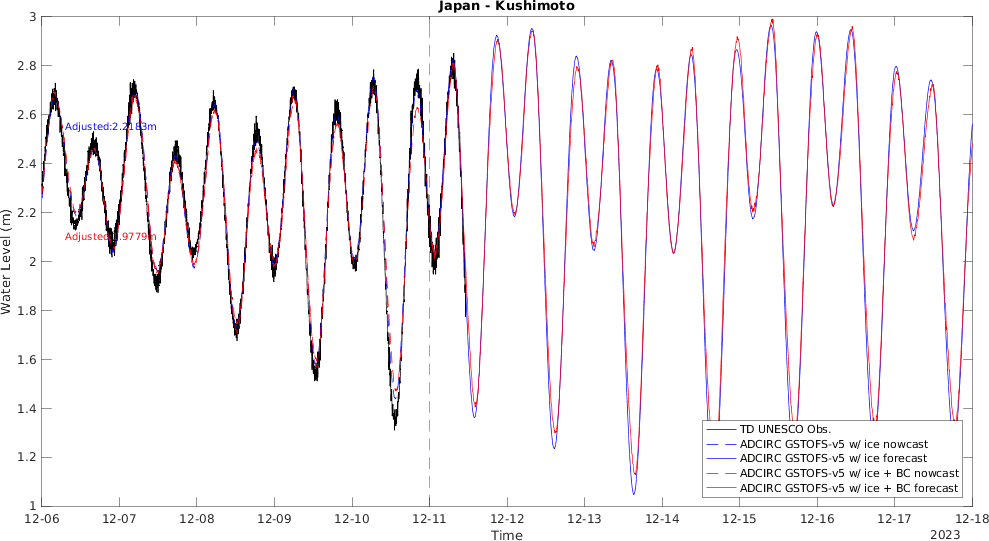 Japan - Kushimoto
Water Level (m)
3
2.8
2.6
2.4
2.2
2
1.8
1.6
1.4
1.2
1
Adjusted:2.2183m
TD UNESCO Obs.
ADCIRC GSTOFS-v5 w/ ice nowcast
ADCIRC GSTOFS-v5 w/ ice forecast
ADCIRC GSTOFS-v5 w/ ice + BC nowcast
ADCIRC GSTOFS-v5 w/ ice + BC forecast
12-06
12-07
12-08
12-09
12-10
12-11
12-12
12-13
12-14
12-15
12-16
12-17
12-18
Time
2023